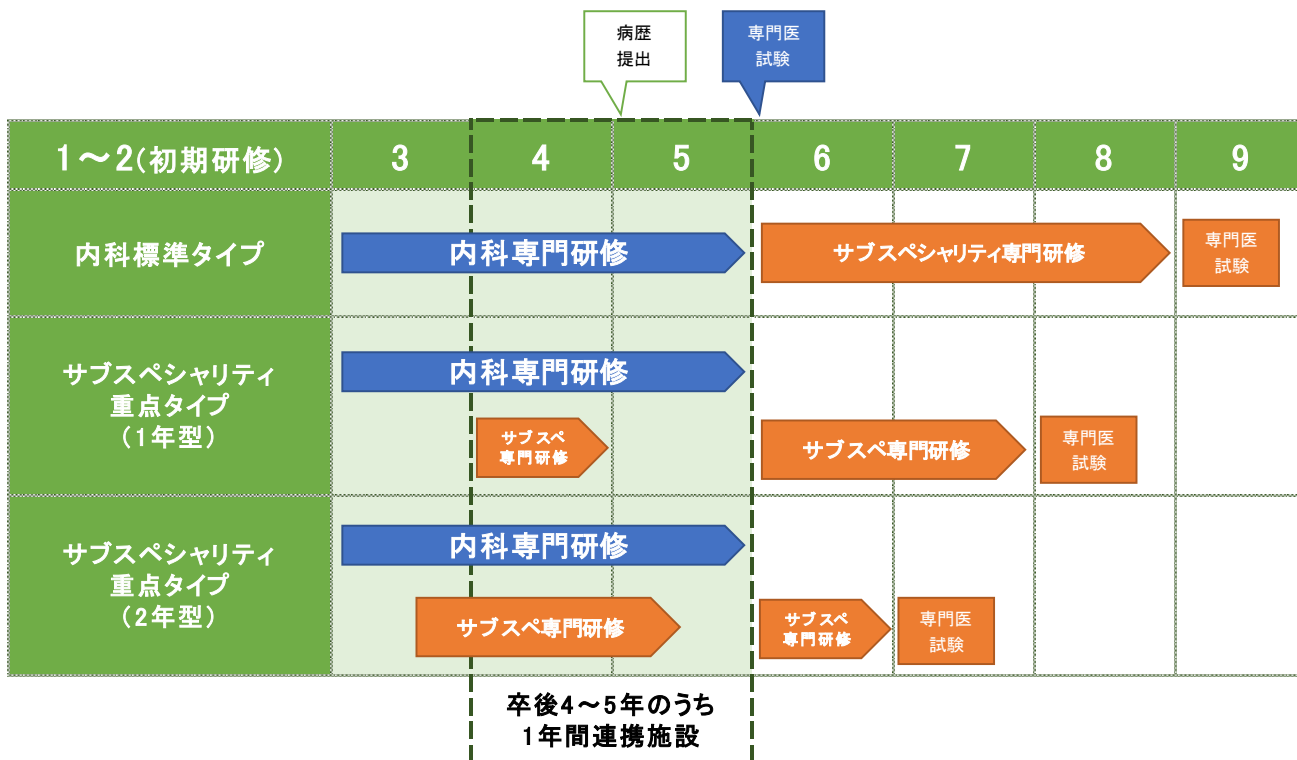 病歴
提出
専門医
試験
1～2(初期研修)
3
4
5
6
7
8
9
内科標準タイプ
内科専門研修
サブスペシャリティ専門研修
専門医
試験
サブスペシャリティ
重点タイプ
（1年型）
内科専門研修
サブスペ
専門研修
サブスペ専門研修
専門医
試験
サブスペシャリティ
重点タイプ
（2年型）
内科専門研修
サブスペ専門研修
サブスペ
専門研修
専門医
試験
卒後4～5年のうち
1年間連携施設